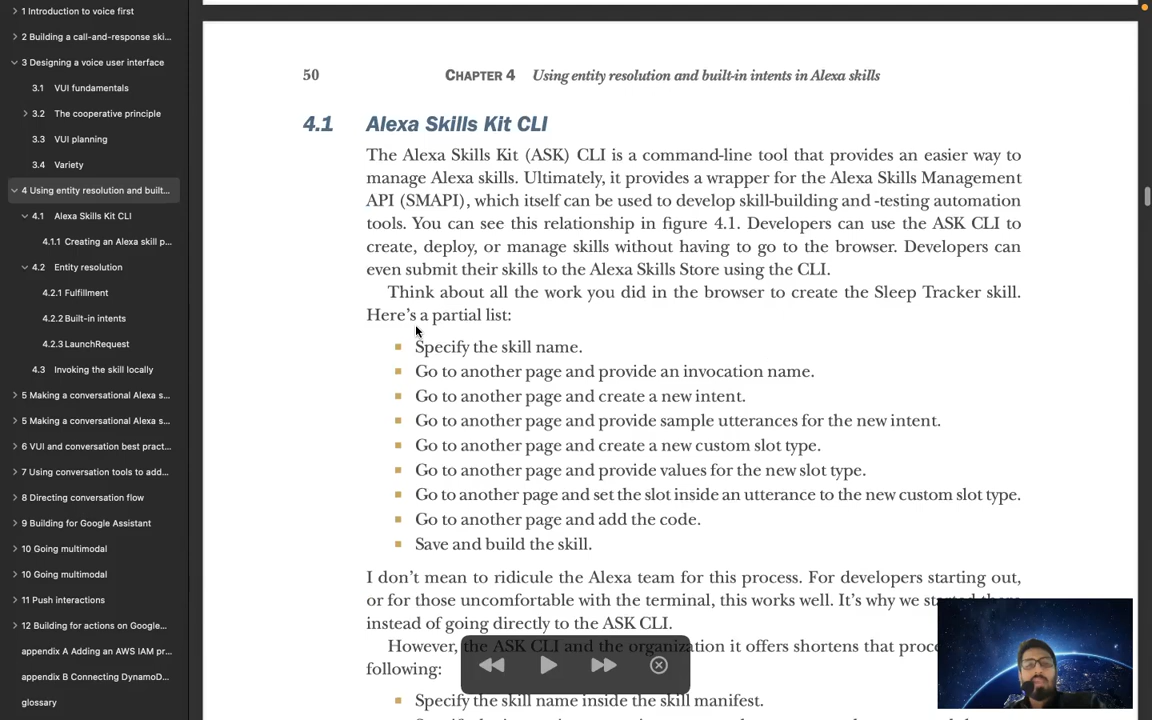 1 Introduction to voice first
2 Building a call-and-response ski...
3 Designing a voice user interface
3.1 VUI fundamentals
3.2 The cooperative principle
3.3 VUI planning
3.4 Variety
4 Using entity resolution and built...
4.1 Alexa Skills Kit CLI
4.1.1 Creating an Alexa skill p...
4.2 Entity resolution
4.2.1 Fulfillment
4.2.2 Built-in intents
4.2.3 LaunchRequest
4.3 Invoking the skill locally
5 Making a conversational Alexa s...
5 Making a conversational Alexa s...
6 VUI and conversation best pract...
7 Using conversation tools to add...
8 Directing conversation flow
9 Building for Google Assistant
10 Going multimodal
10 Going multimodal
11 Push interactions
12 Building for actions on Google...
appendix A Adding an AWS IAM pr...
appendix B Connecting DynamoD...
glossary
50 CHAPTER 4 Using entity resolution and built-in intents in Alexa skills
4.1 Alexa Skills Kit CLI
The Alexa Skills Kit (ASK) CLI is a command-line tool that provides an easier way to
manage Alexa skills. Ultimately, it provides a wrapper for the Alexa Skills Management
API (SMAPI), which itself can be used to develop skill-building and -testing automation
tools. You can see this relationship in figure 4.1. Developers can use the ASK CLI to
create, deploy, or manage skills without having to go to the browser. Developers can
even submit their skills to the Alexa Skills Store using the CLI.
Think about all the work you did in the browser to create the Sleep Tracker skill.
Here's a partial list:
Specify the skill name.
Go to another page and provide an invocation name.
Go to another page and create a new intent.
Go to another page and provide sample utterances for the new intent.
Go to another page and create a new custom slot type.
Go to another page and provide values for the new slot type.
Go to another page and set the slot inside an utterance to the new custom slot type.
Go to another page and add the code.
Save and build the skill.
I don't mean to ridicule the Alexa team for this process. For developers starting out,
or for those uncomfortable with the terminal, this works well. It's why we started there
instead of going directly to the ASK CLI.
However, the ASK CLI and the organization it offers shortens that proce
following:
Specify the skill name inside the skill manifest.